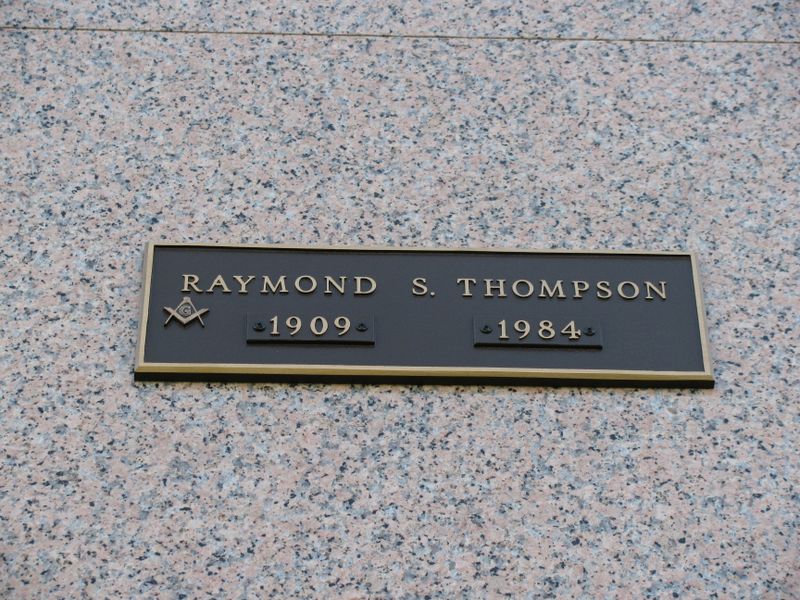 RAYMOND S. THOMPSON
G
1909 1984